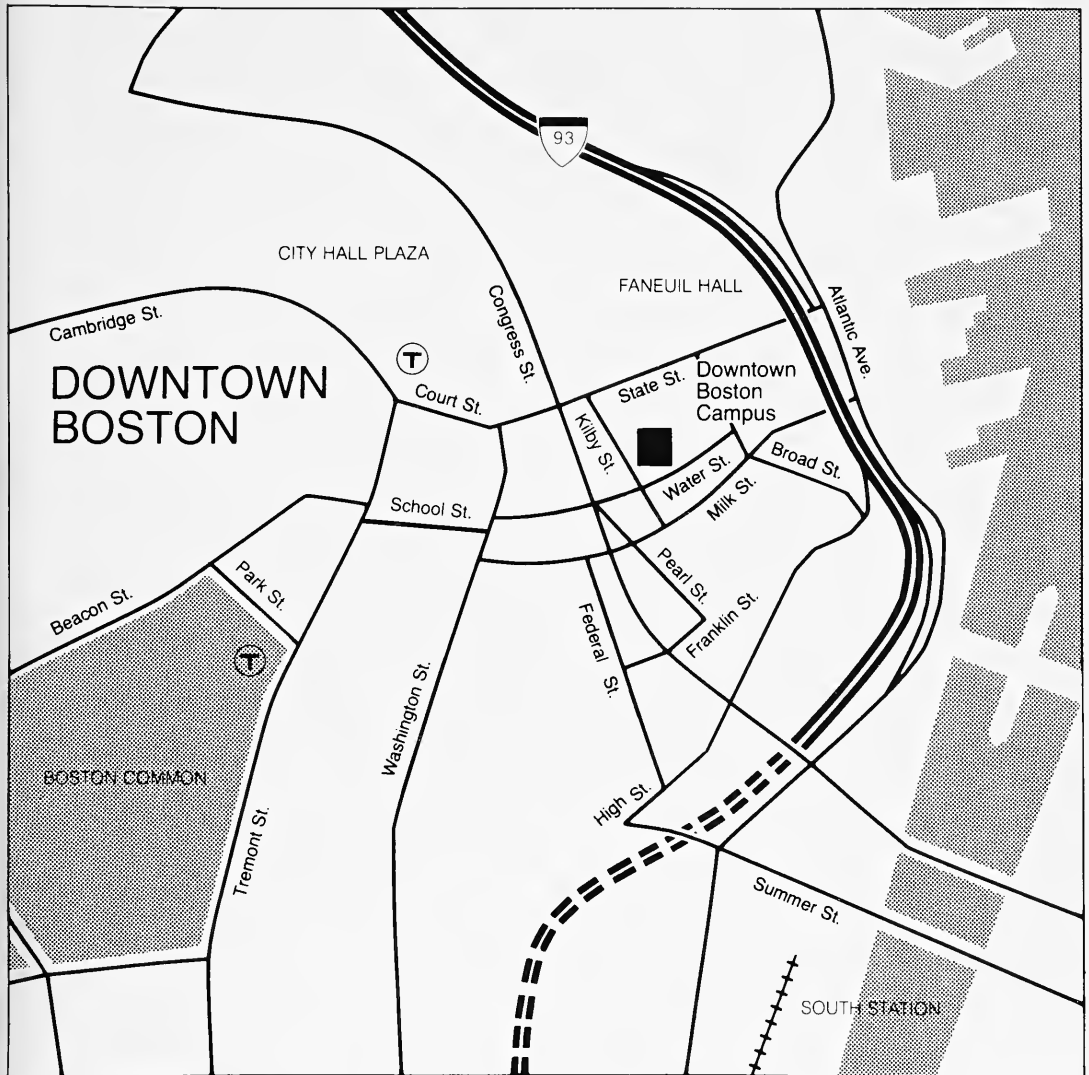 93
CITY HALL PLAZA
FANEUIL HALL
Congress St.
Atlantic Ave.
Cambridge St.
T
DOWNTOWN
BOSTON
Court St.
State St.
Downtown
Boston
Campus
Kilby St.
Water St.
Milk St.
Broad St.
School St.
Park St.
Beacon St.
Pearl St.
Franklin St.
Federal St.
T
Washington St.
BOSTON COMMON
Tremont St.
High St.
Summer St.
SOUTH STATION